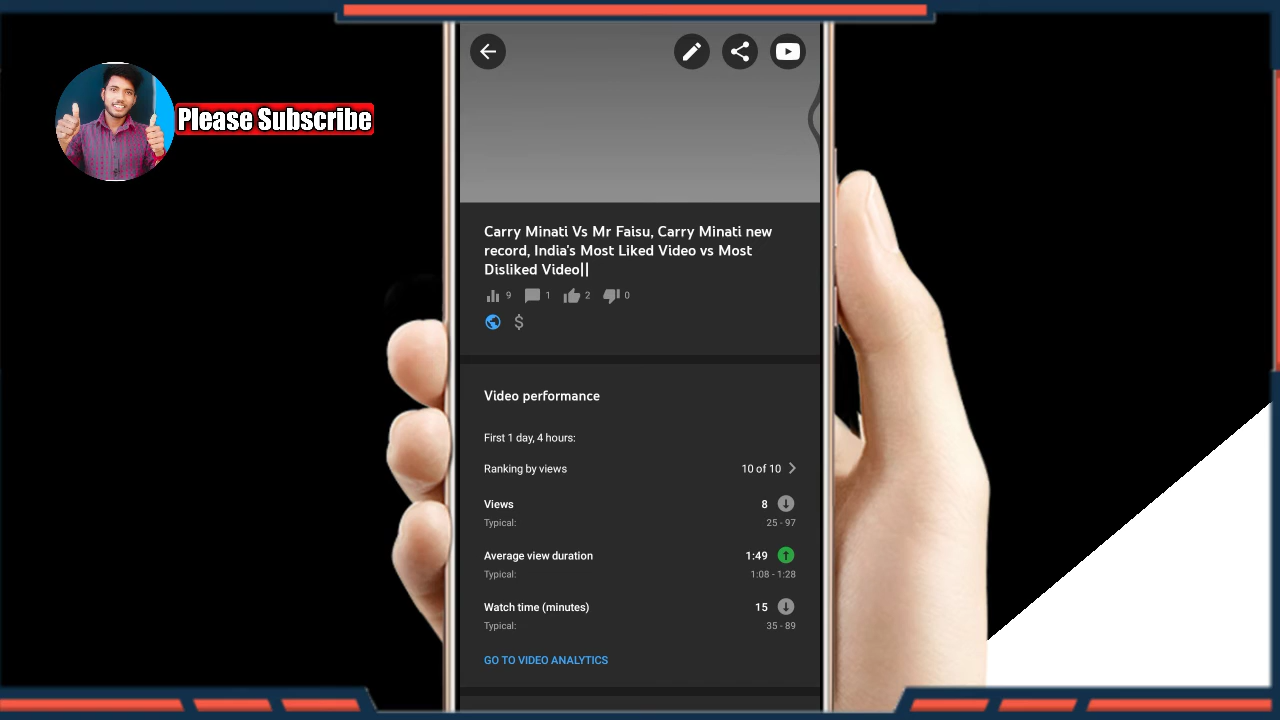 Please Subscribe
Carry Minati Vs Mr Faisu, Carry Minati new
record, India's Most Liked Video vs Most
Disliked Video||
9 1 2 0
$
Video performance
First 1 day, 4 hours:
Ranking by views 10 of 10
Views 8
Typical: 25 - 97
Average view duration 1:49
Typical: 1:08 - 1:28
Watch time (minutes) 15
Typical: 35 - 89
GO TO VIDEO ANALYTICS